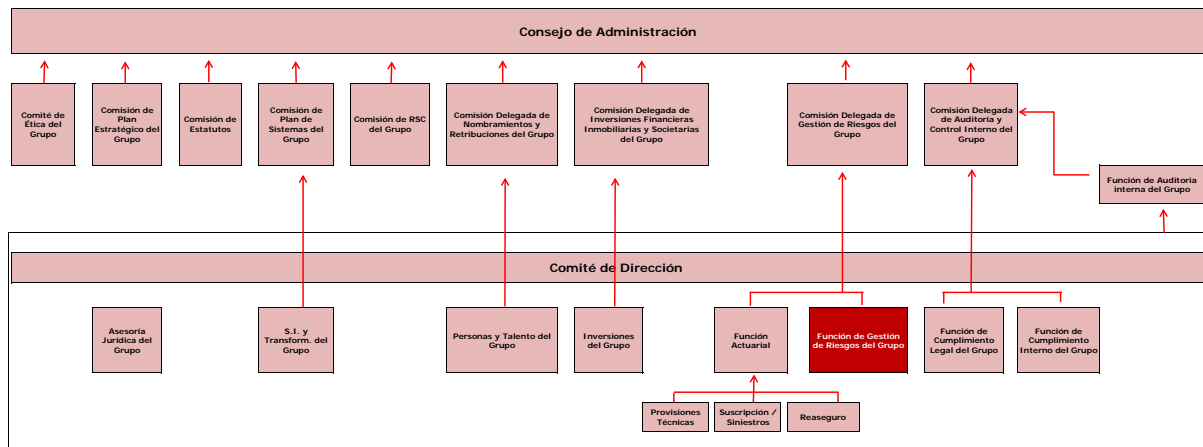 Consejo de Administración
Comité de
Ética del
Grupo
Comisión de
Plan
Estratégico del
Grupo
Comisión de
Estatutos
Comisión de
Plan de
Sistemas del
Grupo
Comisión de RSC
del Grupo
Comisión Delegada de
Nombramientos y
Retribuciones del Grupo
Comisión Delegada de
Inversiones Financieras
Inmobiliarias y Societarias
del Grupo
Comisión Delegada de
Gestión de Riesgos del
Grupo
Comisión Delegada
de Auditoría y
Control Interno del
Grupo
Función de Auditoria
interna del Grupo
Comité de Dirección
Asesoría
Jurídica del
Grupo
S.I. y
Transform. del
Grupo
Personas y Talento del
Grupo
Inversiones
del Grupo
Función
Actuarial
Función de Gestión
de Riesgos del Grupo
Función de
Cumplimiento
Legal del Grupo
Función de
Cumplimiento
Interno del Grupo
Provisiones
Técnicas
Suscripción /
Siniestros
Reaseguro